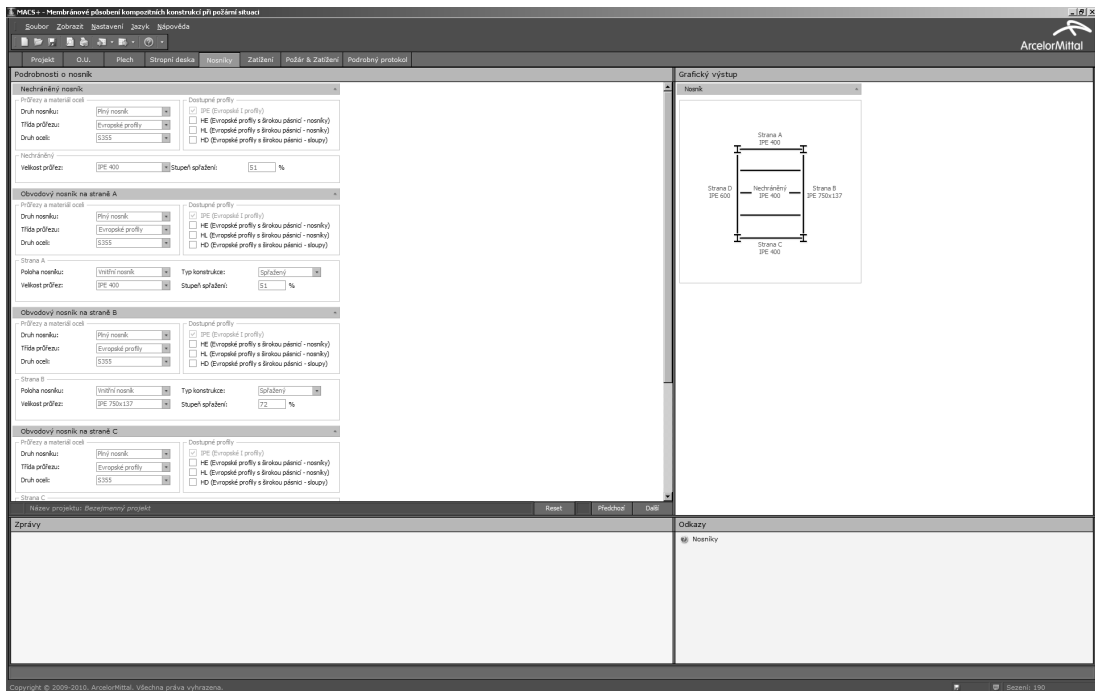 MACS+ - Membránové působení kompozitních konstrukcí při požární situaci
Soubor Zobrazit Nastavení Jazyk Nápověda
ArcelorMittal
Projekt O.U. Plech Stropní deska Nosníky Zatížení Požár & Zatížení Podrobný protokol
Podrobnosti o nosník
Nechráněný nosník
Průřezy a materiál oceli
Dostupné profily
Druh nosníku: Plný nosník
IPE (Evropské I profily)
Třída průřezu: Evropské profily
HE (Evropské profily s širokou pásnicí - nosníky)
HL (Evropské profily s širokou pásnicí - nosníky)
Druh oceli: S355
HD (Evropské profily s širokou pásnicí - sloupy)
Nechráněný
Velikost průřez: IPE 400 Stupeň spřažení: 51 %
Obvodový nosník na straně A
Průřezy a materiál oceli
Dostupné profily
Druh nosníku: Plný nosník
IPE (Evropské I profily)
Třída průřezu: Evropské profily
HE (Evropské profily s širokou pásnicí - nosníky)
HL (Evropské profily s širokou pásnicí - nosníky)
Druh oceli: S355
HD (Evropské profily s širokou pásnicí - sloupy)
Strana A
Poloha nosníku: Vnitřní nosník Typ konstrukce: Spřažený
Velikost průřez: IPE 400 Stupeň spřažení: 51 %
Obvodový nosník na straně B
Průřezy a materiál oceli
Dostupné profily
Druh nosníku: Plný nosník
IPE (Evropské I profily)
Třída průřezu: Evropské profily
HE (Evropské profily s širokou pásnicí - nosníky)
HL (Evropské profily s širokou pásnicí - nosníky)
Druh oceli: S355
HD (Evropské profily s širokou pásnicí - sloupy)
Strana B
Poloha nosníku: Vnitřní nosník Typ konstrukce: Spřažený
Velikost průřez: IPE 750x137 Stupeň spřažení: 72 %
Obvodový nosník na straně C
Průřezy a materiál oceli
Dostupné profily
Druh nosníku: Plný nosník
IPE (Evropské I profily)
Třída průřezu: Evropské profily
HE (Evropské profily s širokou pásnicí - nosníky)
HL (Evropské profily s širokou pásnicí - nosníky)
Druh oceli: S355
HD (Evropské profily s širokou pásnicí - sloupy)
Strana C
Název projektu: Bezejmenný projekt
Reset Předchozí Další
Grafický výstup
Nosník
Strana A
IPE 400
Strana D
IPE 600
Nechráněný
IPE 400
Strana B
IPE 750x137
Strana C
IPE 400
Zprávy
Odkazy
Nosníky
Copyright © 2009-2010. ArcelorMittal. Všechna práva vyhrazena.
Sezení: 190